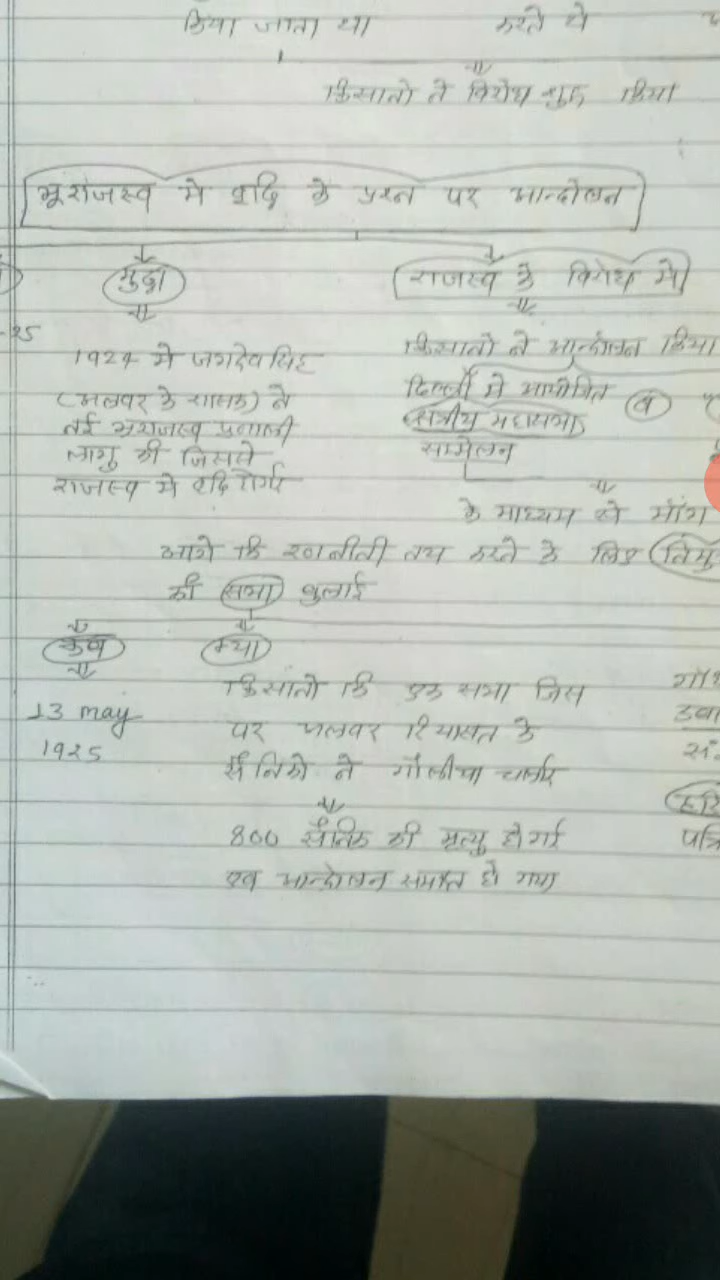 किया जाता था करते थे
किसानो ने विरोध शुरू किया
भूराजस्व मे वृद्धि के प्रश्न पर आन्दोलन
मुद्दा राजस्व के विरोध मे
25
1924 मे जयदेव सिंह किसानो ने आन्दोलन किया
(अलवर के शासक) ने दिल्ली मे आयोजित व
नई भूराजस्व प्रणाली क्षत्रीय महासभा
लागु की जिससे सम्मेलन
राजस्व मे वृद्धि होगई
के माध्यम से मांग
आगे कि रणनीती तय करने के लिए
की सभा बुलाई
कब क्या
किसानो कि एक सभा जिस
13 may पर अलवर रियासत के
1925 सैनिको ने गोलीया चलाई
800 सैनिक की मृत्यु होगई पत्रि
एव आन्दोलन समाप्त हो गया